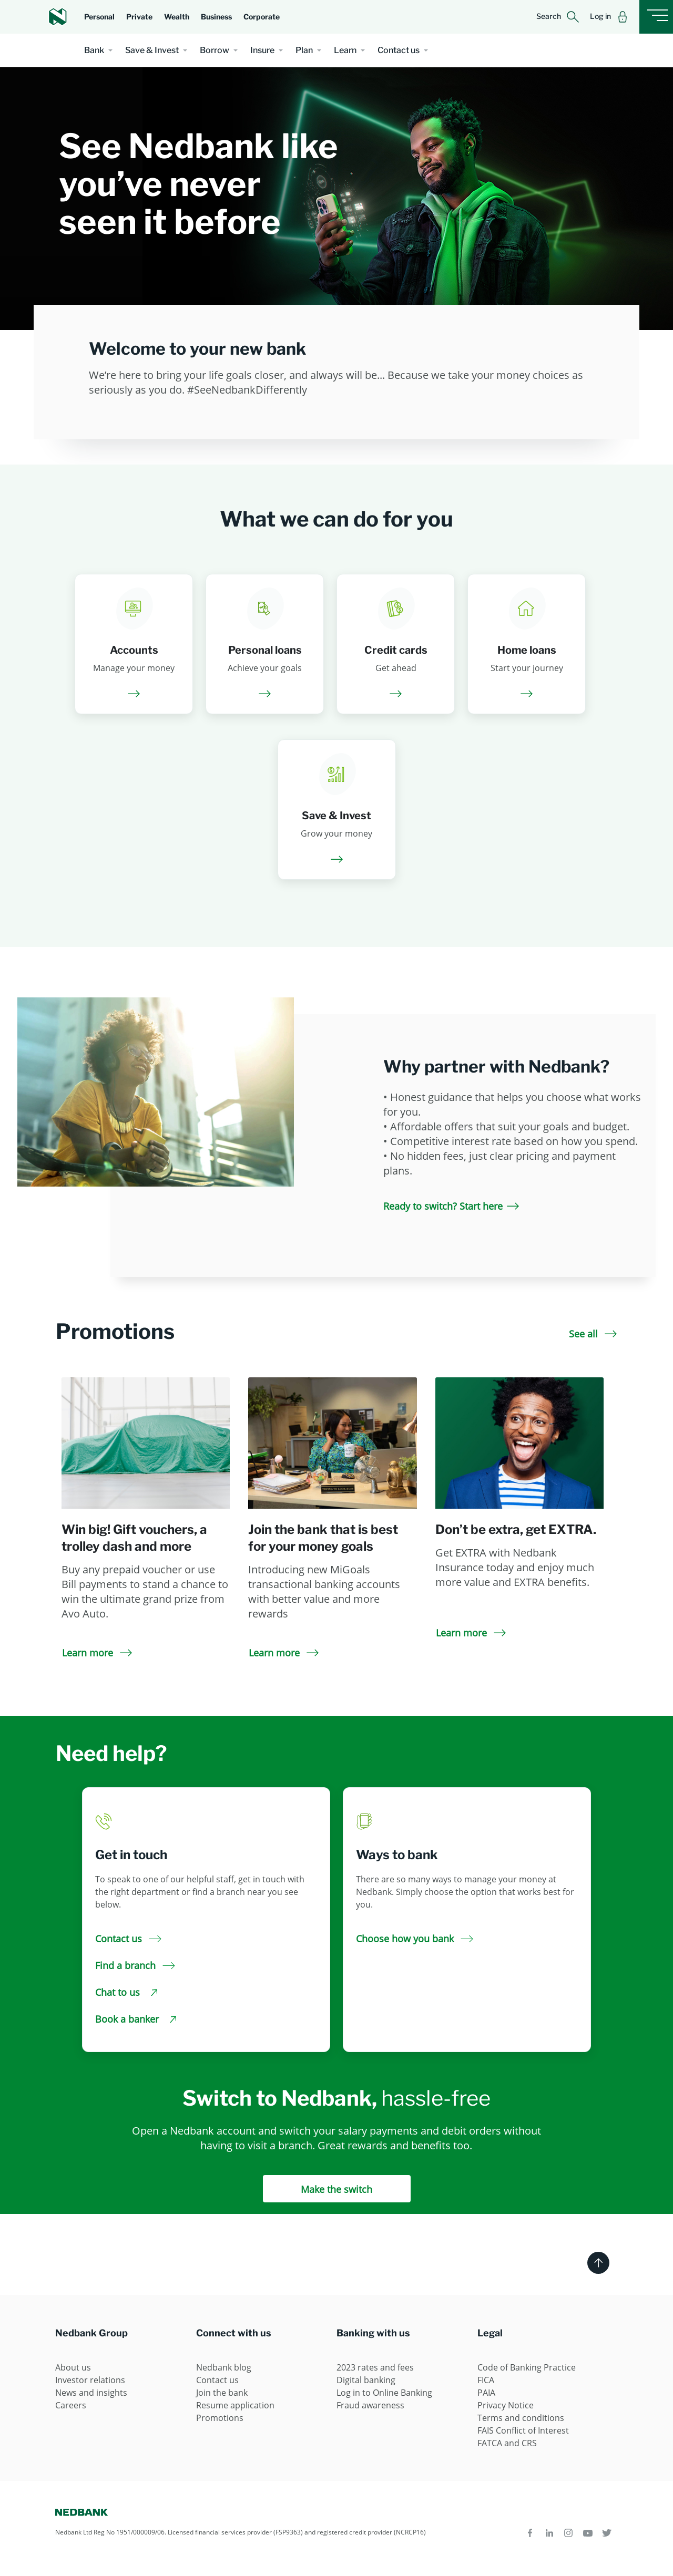 Personal Private Wealth Business Corporate Search Log in
Bank Save & Invest Borrow Insure Plan Learn Contact us
See Nedbank like
you’ve never
seen it before
Welcome to your new bank
We’re here to bring your life goals closer, and always will be... Because we take your money choices as
seriously as you do. #SeeNedbankDifferently
What we can do for you
Accounts
Manage your money
Personal loans
Achieve your goals
Credit cards
Get ahead
Home loans
Start your journey
Save & Invest
Grow your money
Why partner with Nedbank?
• Honest guidance that helps you choose what works
for you.
• Affordable offers that suit your goals and budget.
• Competitive interest rate based on how you spend.
• No hidden fees, just clear pricing and payment
plans.
Ready to switch? Start here
Promotions
See all
Win big! Gift vouchers, a
trolley dash and more
Buy any prepaid voucher or use
Bill payments to stand a chance to
win the ultimate grand prize from
Avo Auto.
Learn more
Join the bank that is best
for your money goals
Introducing new MiGoals
transactional banking accounts
with better value and more
rewards
Learn more
Don’t be extra, get EXTRA.
Get EXTRA with Nedbank
Insurance today and enjoy much
more value and EXTRA benefits.
Learn more
Need help?
Get in touch
To speak to one of our helpful staff, get in touch with
the right department or find a branch near you see
below.
Contact us
Find a branch
Chat to us
Book a banker
Ways to bank
There are so many ways to manage your money at
Nedbank. Simply choose the option that works best for
you.
Choose how you bank
Switch to Nedbank, hassle-free
Open a Nedbank account and switch your salary payments and debit orders without
having to visit a branch. Great rewards and benefits too.
Make the switch
Nedbank Group
About us
Investor relations
News and insights
Careers
Connect with us
Nedbank blog
Contact us
Join the bank
Resume application
Promotions
Banking with us
2023 rates and fees
Digital banking
Log in to Online Banking
Fraud awareness
Legal
Code of Banking Practice
FICA
PAIA
Privacy Notice
Terms and conditions
FAIS Conflict of Interest
FATCA and CRS
NEDBANK
Nedbank Ltd Reg No 1951/000009/06. Licensed financial services provider (FSP9363) and registered credit provider (NCRCP16)